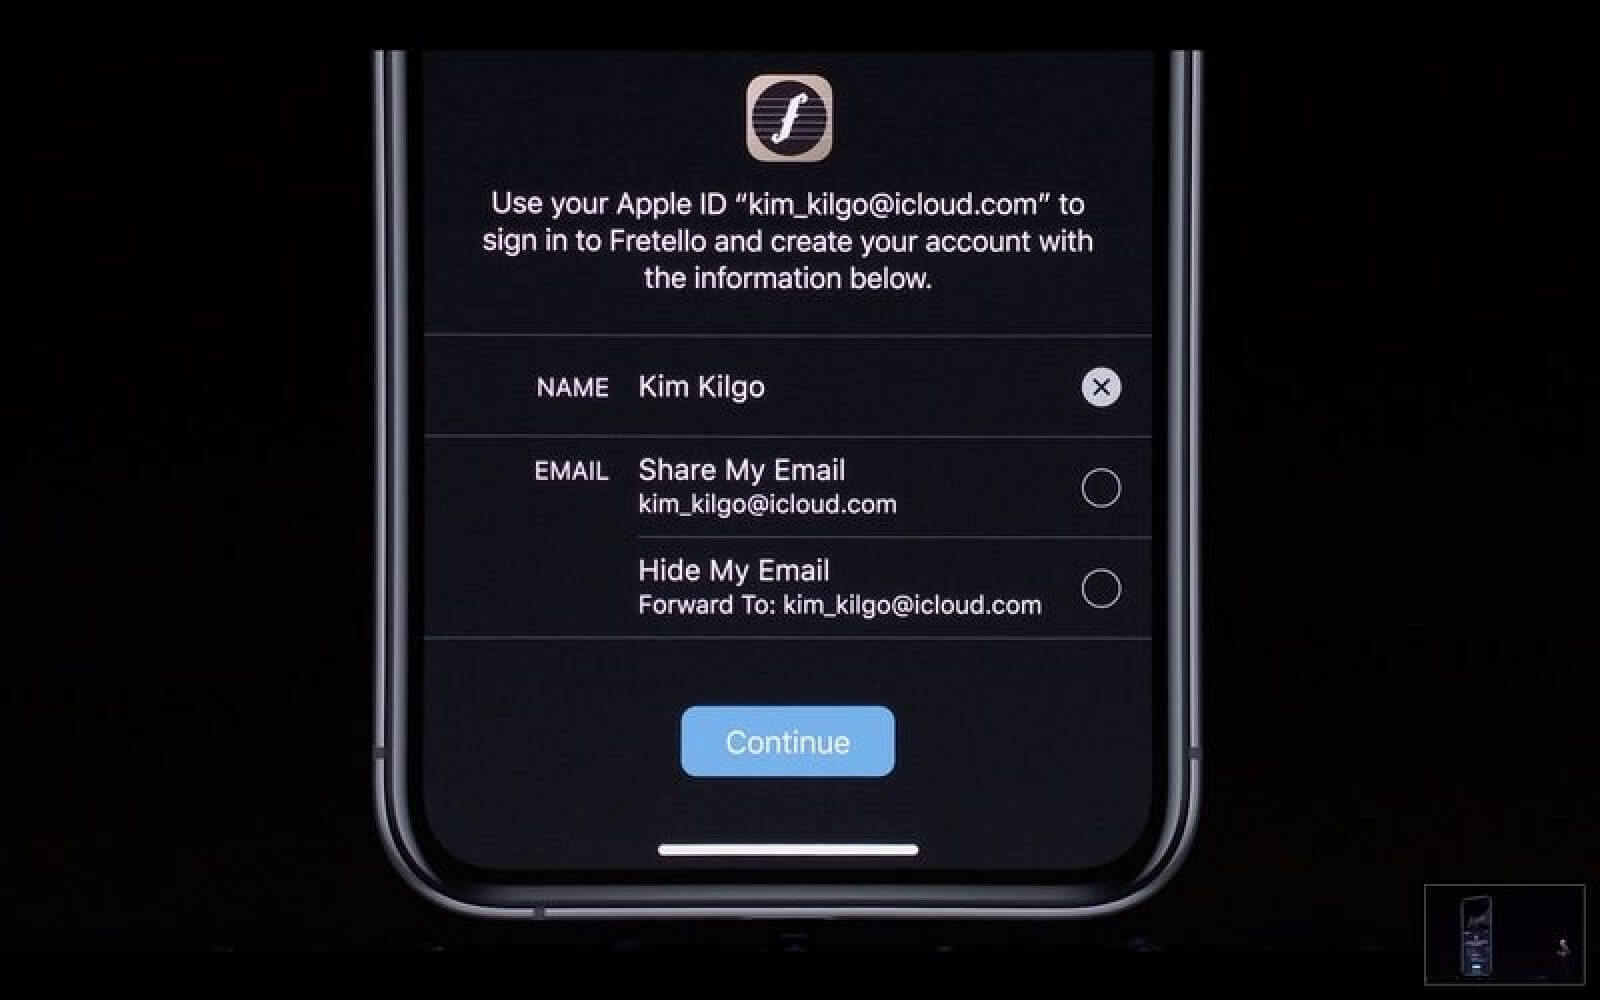 f
Use your Apple ID “kim_kilgo@icloud.com” to
sign in to Fretello and create your account with
the information below.
NAME Kim Kilgo
EMAIL Share My Email
kim_kilgo@icloud.com
Hide My Email
Forward To: kim_kilgo@icloud.com
Continue